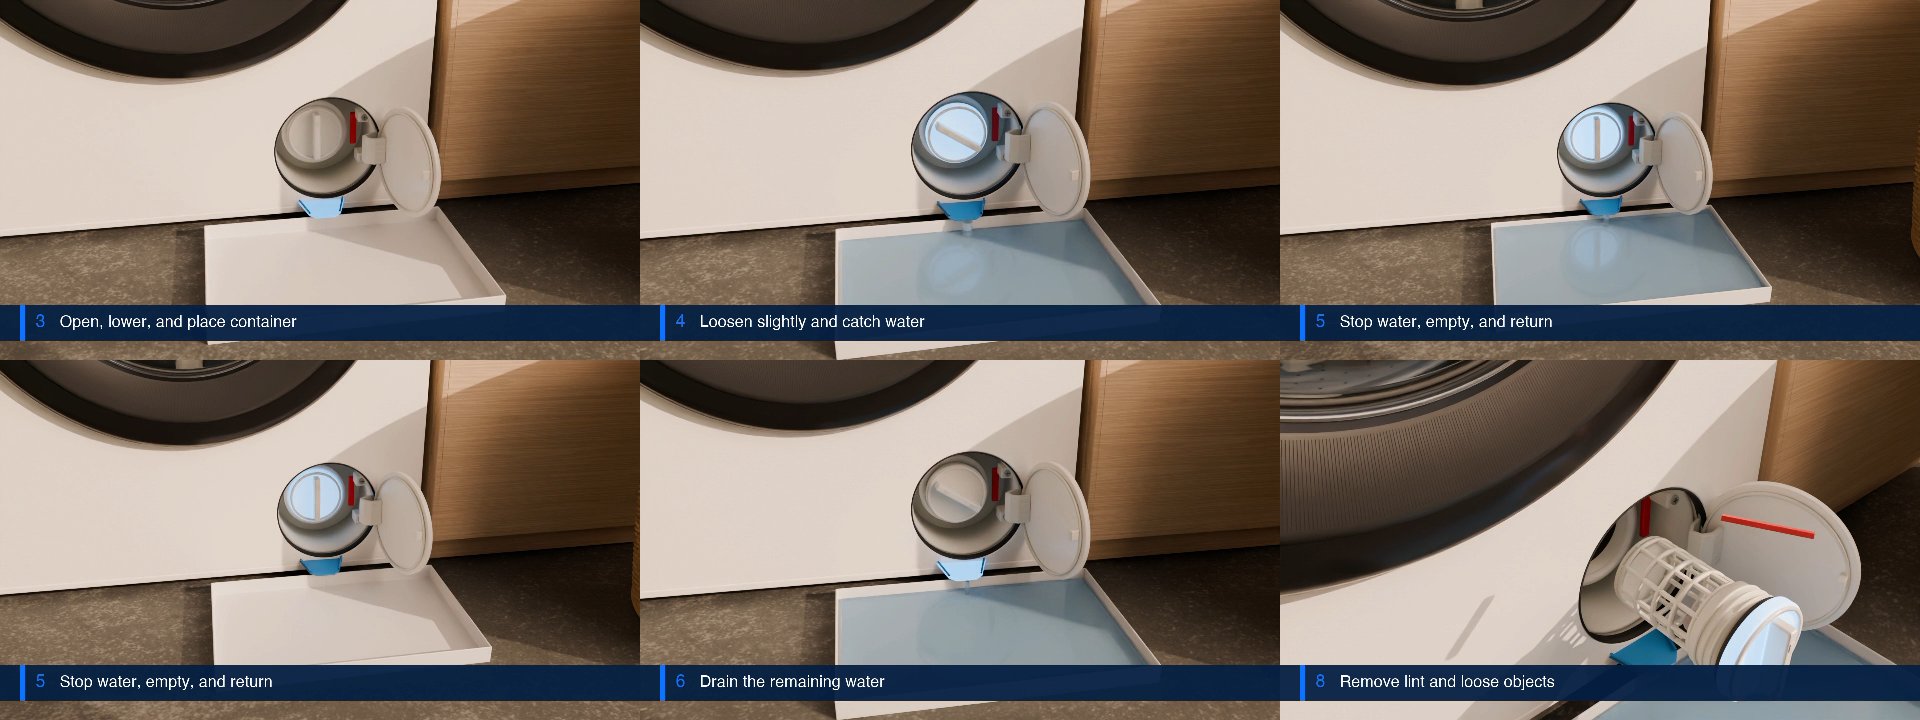 3 Open, lower, and place container
4 Loosen slightly and catch water
5 Stop water, empty, and return
5 Stop water, empty, and return
6 Drain the remaining water
8 Remove lint and loose objects